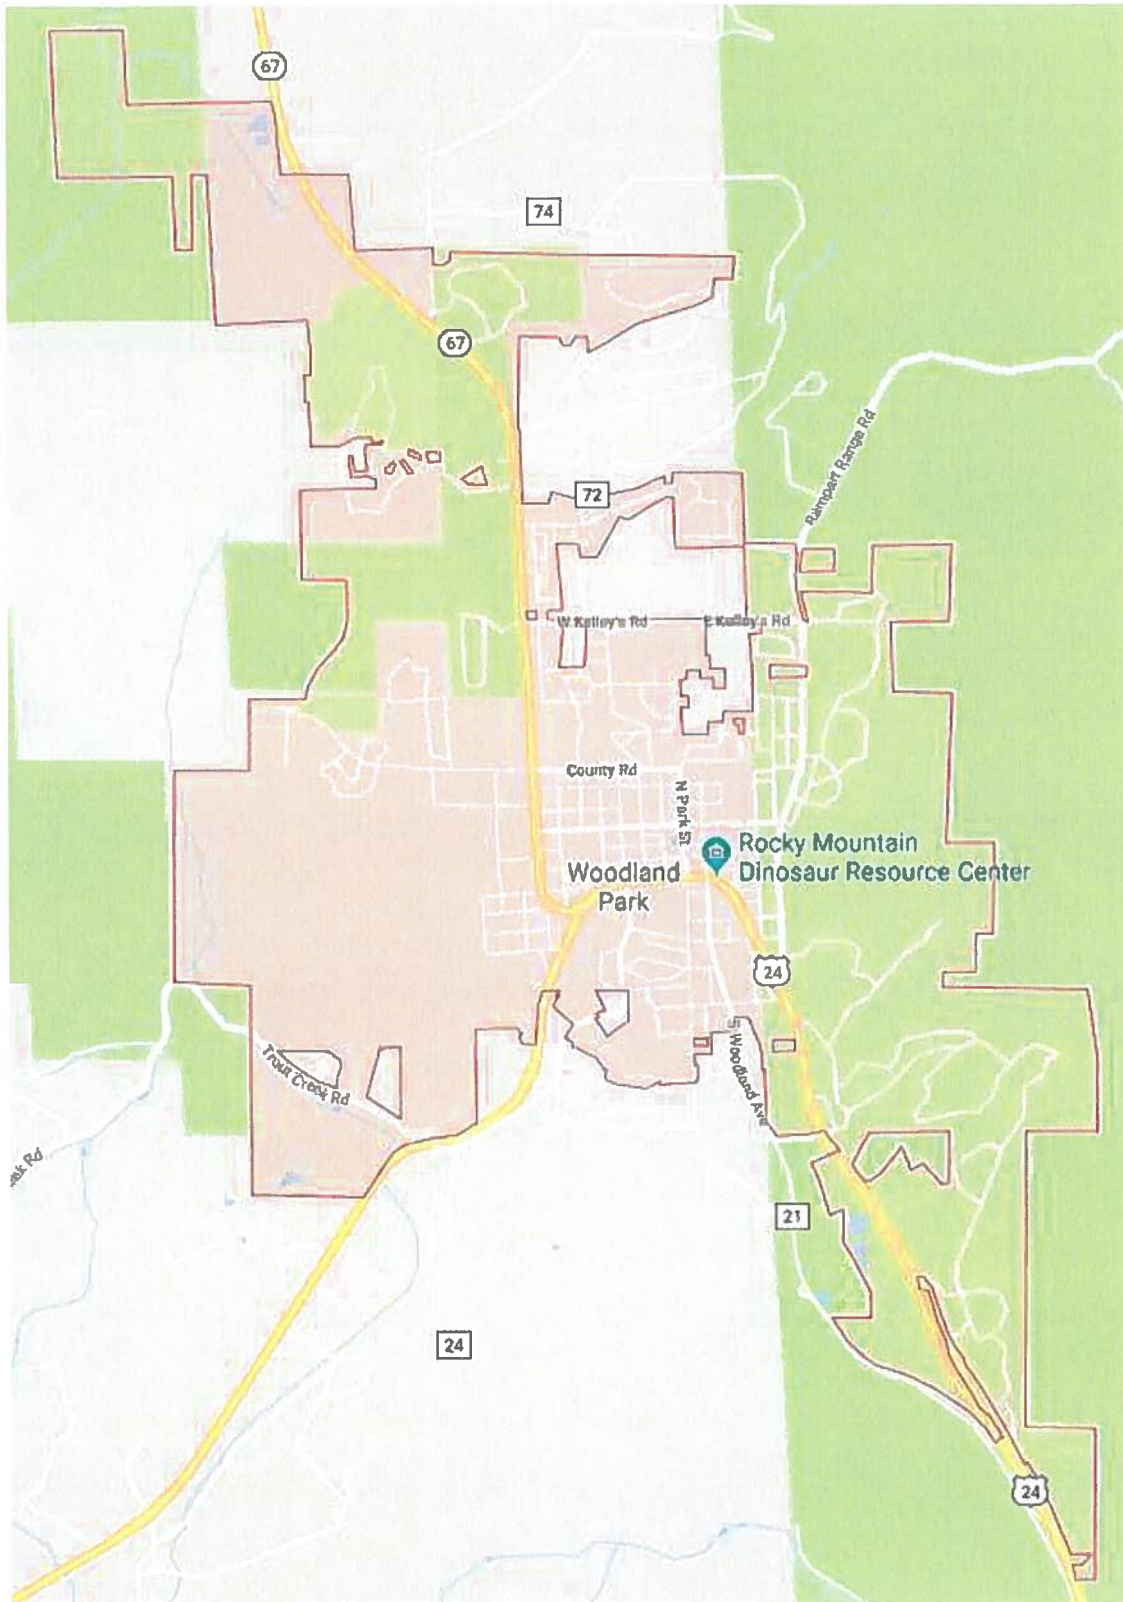 67
74
67
72
Rampart Range Rd
W Kelley's Rd
E Kelley's Rd
County Rd
N Park St
Rocky Mountain
Dinosaur Resource Center
Woodland
Park
24
S Woodland Ave
Trout Creek Rd
Rd
21
24
24